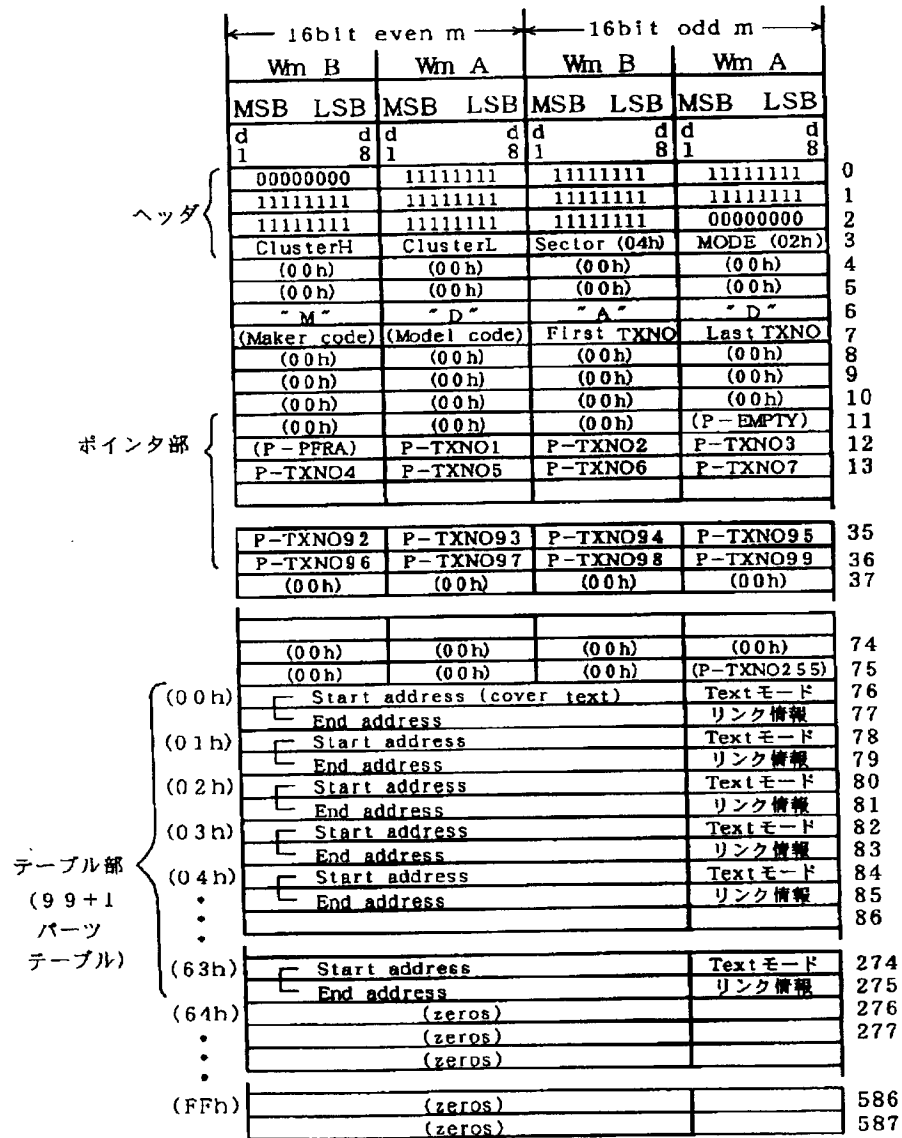 16bit even m 16bit odd m
Wm B Wm A Wm B Wm A
MSB LSB MSB LSB MSB LSB MSB LSB
d d d d d d d d
1 8 1 8 1 8 1 8
ヘッダ
00000000 11111111 11111111 11111111 0
11111111 11111111 11111111 11111111 1
11111111 11111111 11111111 00000000 2
ClusterH ClusterL Sector (04h) MODE (02h) 3
(00h) (00h) (00h) (00h) 4
(00h) (00h) (00h) (00h) 5
"M" "D" "A" "D" 6
(Maker code) (Model code) First TXNO Last TXNO 7
(00h) (00h) (00h) (00h) 8
(00h) (00h) (00h) (00h) 9
(00h) (00h) (00h) (00h) 10
ポインタ部
(00h) (00h) (00h) (P-EMPTY) 11
(P-PFRA) P-TXNO1 P-TXNO2 P-TXNO3 12
P-TXNO4 P-TXNO5 P-TXNO6 P-TXNO7 13
P-TXNO92 P-TXNO93 P-TXNO94 P-TXNO95 35
P-TXNO96 P-TXNO97 P-TXNO98 P-TXNO99 36
(00h) (00h) (00h) (00h) 37
(00h) (00h) (00h) (00h) 74
(00h) (00h) (00h) (P-TXNO255) 75
テーブル部
(99+1
パーツ
テーブル)
(00h) Start address (cover text) Textモード 76
End address リンク情報 77
(01h) Start address Textモード 78
End address リンク情報 79
(02h) Start address Textモード 80
End address リンク情報 81
(03h) Start address Textモード 82
End address リンク情報 83
(04h) Start address Textモード 84
End address リンク情報 85
86
(63h) Start address Textモード 274
End address リンク情報 275
(64h) (zeros) 276
(zeros) 277
(zeros)
(FFh) (zeros) 586
(zeros) 587